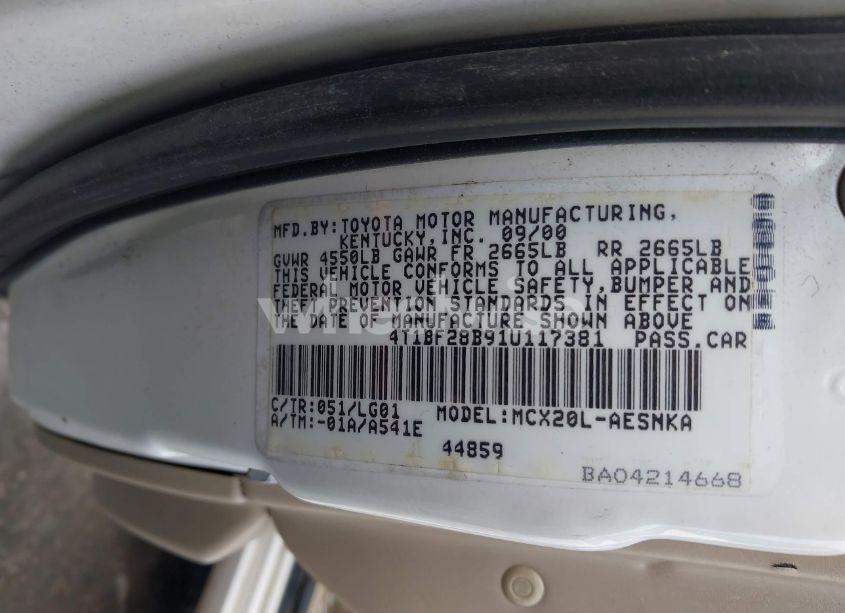 MFD.BY:TOYOTA MOTOR MANUFACTURING,
KENTUCKY,INC. 09/00
GVWR 4550LB GAWR FR 2665LB RR 2665LB
THIS VEHICLE CONFORMS TO ALL APPLICABLE
FEDERAL MOTOR VEHICLE SAFETY,BUMPER AND
THEFT PREVENTION STANDARDS IN EFFECT ON
THE DATE OF MANUFACTURE SHOWN ABOVE
4T1BF28B91U117381 PASS.CAR
C/TR:051/LG01 MODEL:MCX20L-AESNKA
A/TM:-01A/A541E
44859
BA04214668